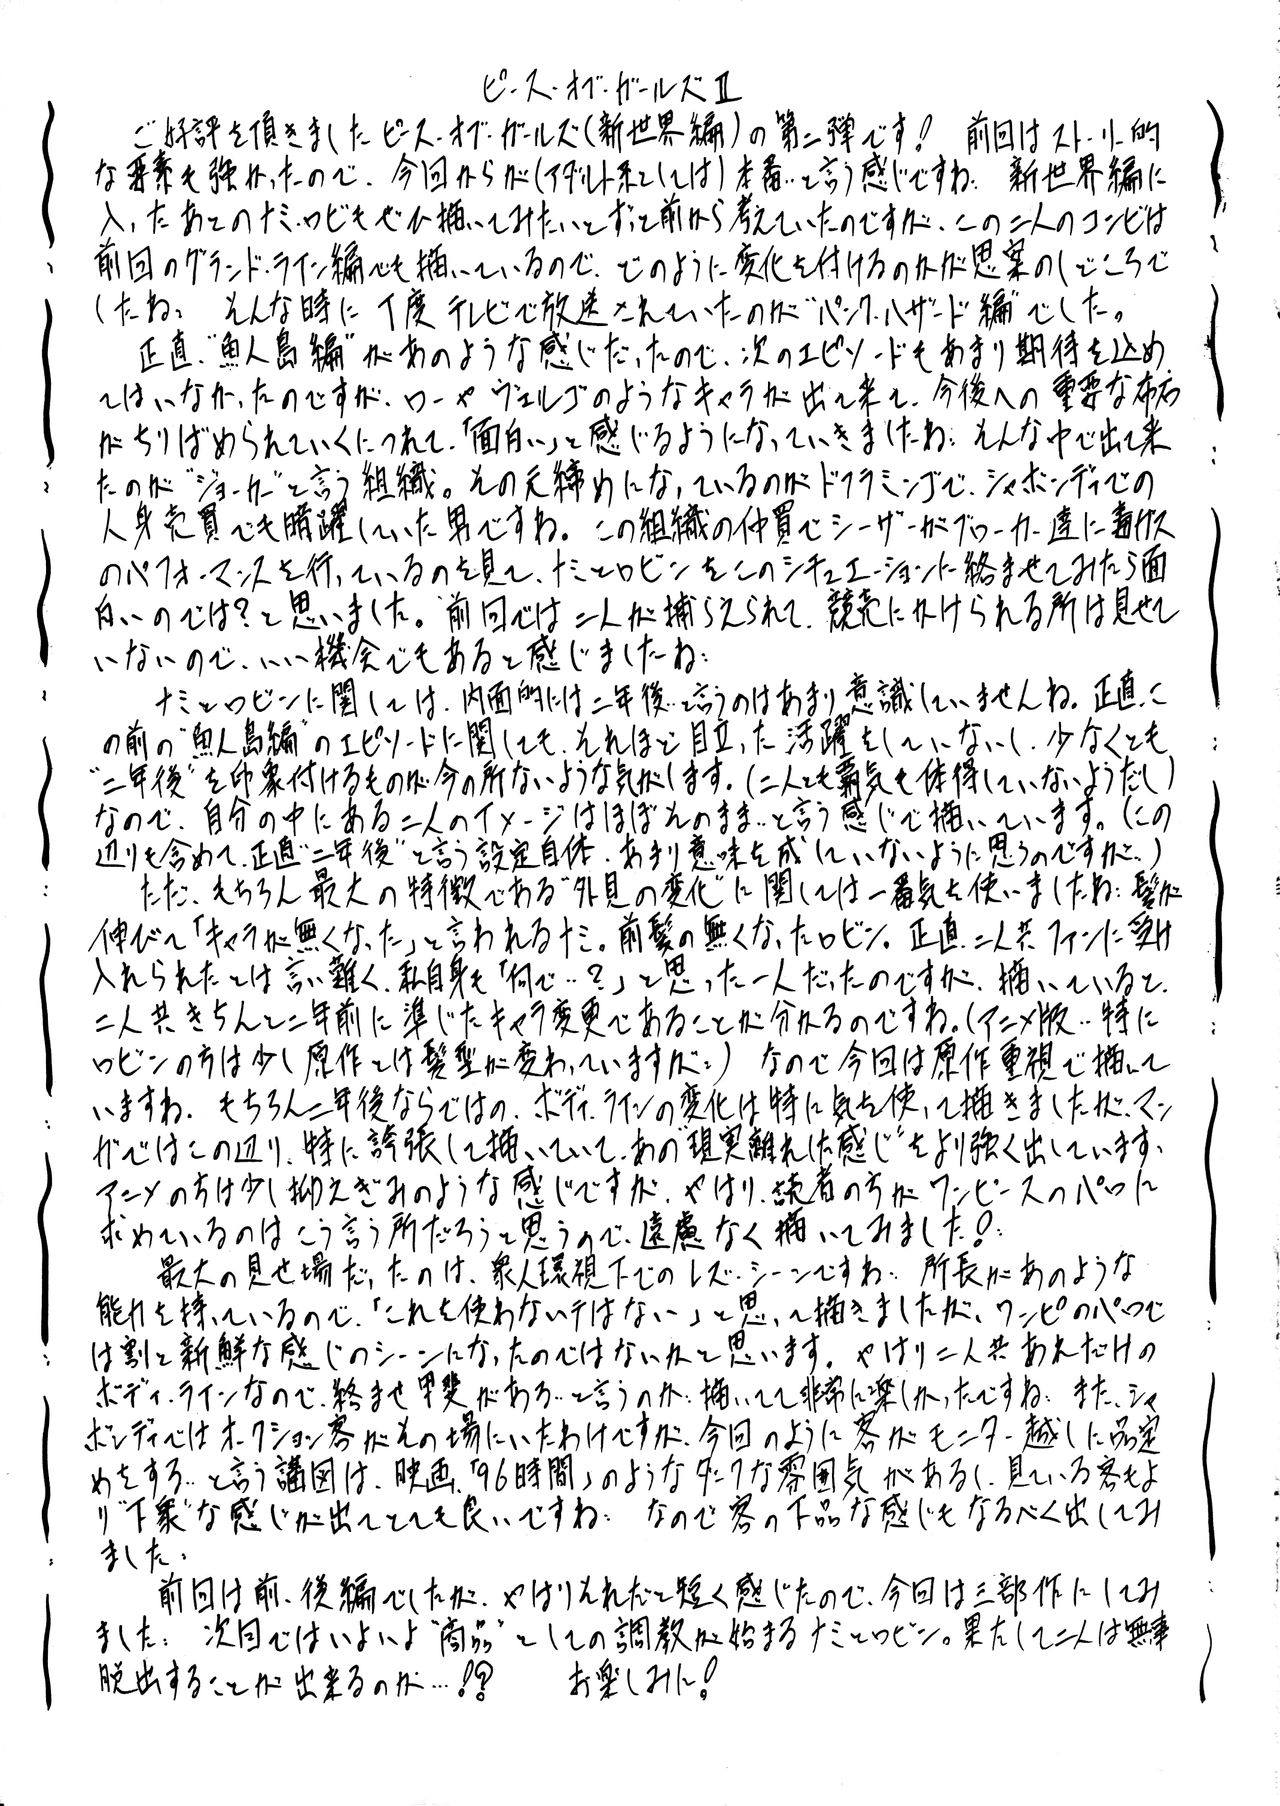 ピース・オブ・ガールズⅡ
ご好評を頂きましたピース・オブ・ガールズ(新世界編)の第二弾です! 前回はストーリー的
な要素も強かったので、今回からが(アダルト系としては)本番‥と言う感じですね‥ 新世界編に
入ったあとのナミ・ロビもぜひ描いてみたいとずっと前から考えていたのですが、この二人のコンビは
前回のグランド・ライン編でも描いているので、どのように変化を付けるのかが思案のしどころで
したね‥ そんな時に丁度テレビで放送されていたのが“パンク・ハザード編”でした。
正直、“魚人島編”があのような感じだったので、次のエピソードもあまり期待を込め
てはいなかったのですが、ローやヴェルゴのようなキャラが出て来て、今後への重要な布石
がちりばめられていくにつれて、「面白い」と感じるようになっていきましたね‥ そんな中で出て来
たのが“ジョーカー”と言う組織。その元締めになっているのがドフラミンゴで、シャボンディでの
人身売買でも暗躍していた男ですね。この組織の仲買でシーザーがブローカー達に毒ガス
のパフォーマンスを行っているのを見て、ナミとロビンをこのシチュエーションに絡ませてみたら面
白いのでは?と思いました。前回では二人が捕らえられて、競売にかけられる所は見せて
いないので、いい機会でもあると感じましたね‥
ナミとロビンに関しては、内面的には二年後‥と言うのはあまり意識していませんね。正直、こ
の前の“魚人島編”のエピソードに関しても、それほど目立った活躍をしていないし、少なくとも
“二年後”を印象付けるものが今の所ないような気がします。(二人とも覇気も体得していないようだし)
なので、自分の中にある二人のイメージはほぼそのまま‥と言う感じで描いています。(この
辺りも含めて、正直“二年後”と言う設定自体、あまり意味を成していないように思うのですが‥)
ただ、もちろん最大の特徴である“外見の変化”に関しては一番気を使いましたね‥髪が
伸びて「キャラが無くなった」と言われるナミ。前髪の無くなったロビン。正直、二人共ファンに受け
入れられたとは言い難く、私自身も「何で‥?」と思った一人だったのですが、描いていると、
二人共きちんと二年前に準じたキャラ変更であることが分かるのですね。(アニメ版‥特に
ロビンの方は少し原作とは髪型が変わっていますが‥) なので今回は原作重視で描いて
いますね。もちろん二年後ならではの、ボディ・ラインの変化は特に気を使って描きましたが、マン
ガではこの辺り、特に誇張して描いていて、あの“現実離れした感じ”をより強く出しています、
アニメの方は少し抑えぎみのような感じですが、やはり、読者の方がワンピースのパロに
求めているのはこう言う所だろうと思うので、遠慮なく描いてみました!
最大の見せ場だったのは、衆人環視下でのレズ・シーンですね‥ 所長があのような
能力を持っているので、「これを使わないテはない」と思って描きましたが、ワンピのパロで
は割と新鮮な感じのシーンになったのではないかと思います。やはり二人共あれだけの
ボディ・ラインなので、絡ませ甲斐がある‥と言うのか‥描いてて非常に楽しかったですね‥ また、シャ
ボンディではオークション客がその場にいたわけですが、今回のように客がモニター越しに品定
めをする‥と言う構図は、映画、「96時間」のようなダークな雰囲気があるし、見ている客もよ
り“下衆”な感じが出てとても良いですね‥ なので客の下品な感じもなるべく出してみ
ました、
前回は前、後編でしたが、やはりそれだと短く感じたので、今回は三部作にしてみ
ました‥ 次回ではいよいよ“商品”としての調教が始まるナミとロビン。果たして二人は無事
脱出することが出来るのか…!? お楽しみに!